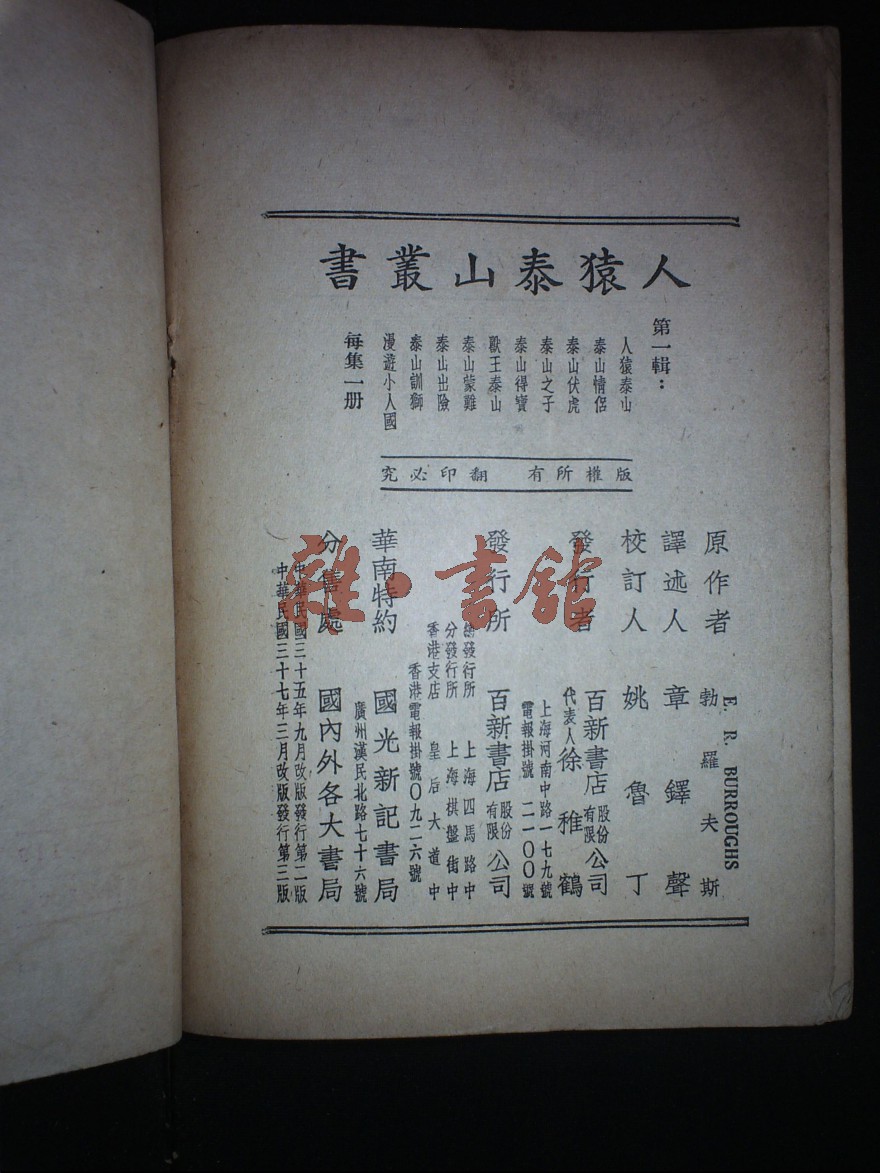 人猿泰山叢書
第一輯：
人猿泰山
泰山情侶
泰山伏虎
泰山之子
泰山得寶
獸王泰山
泰山蒙難
泰山出險
泰山訓獅
漫遊小人國
每集一册
版權所有　翻印必究
原作者　勃羅夫斯
E. R. BURROUGHS
譯述人　章鐸聲
校訂人　姚魯丁
發行者　百新書店股份有限公司
代表人徐稚鶴
上海河南中路一七九號
電報掛號　二一〇〇號
發行所　百新書店股份有限公司
總發行所　上海四馬路中
分發行所　上海棋盤街中
香港支店　皇后大道中
香港電報掛號〇九二六號
華南特約　國光新記書局
廣州漢民北路七十六號
分售處　國內外各大書局
中華民國三十五年九月改版發行第二版
中華民國三十七年三月改版發行第三版
雜·書館